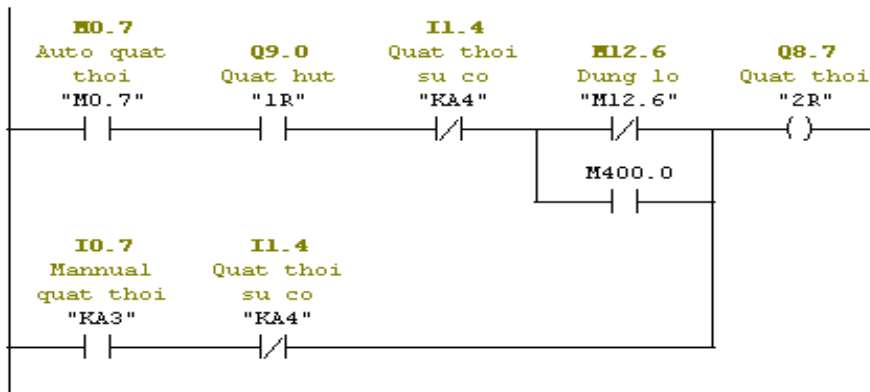 M0.7
Auto quat
thoi
"M0.7"
Q9.0
Quat hut
"1R"
I1.4
Quat thoi
su co
"KA4"
M12.6
Dung lo
"M12.6"
Q8.7
Quat thoi
"2R"
M400.0
I0.7
Mannual
quat thoi
"KA3"
I1.4
Quat thoi
su co
"KA4"